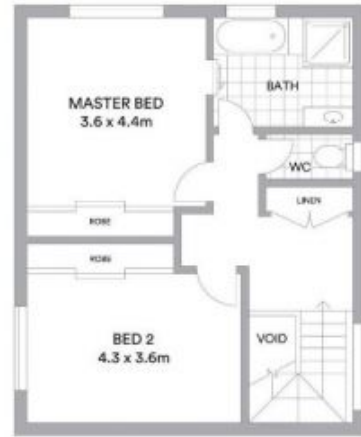 BATH
MASTER BED
3.6 x 4.4m
WC
LINEN
ROBE
ROBE
BED 2
4.3 x 3.6m
VOID